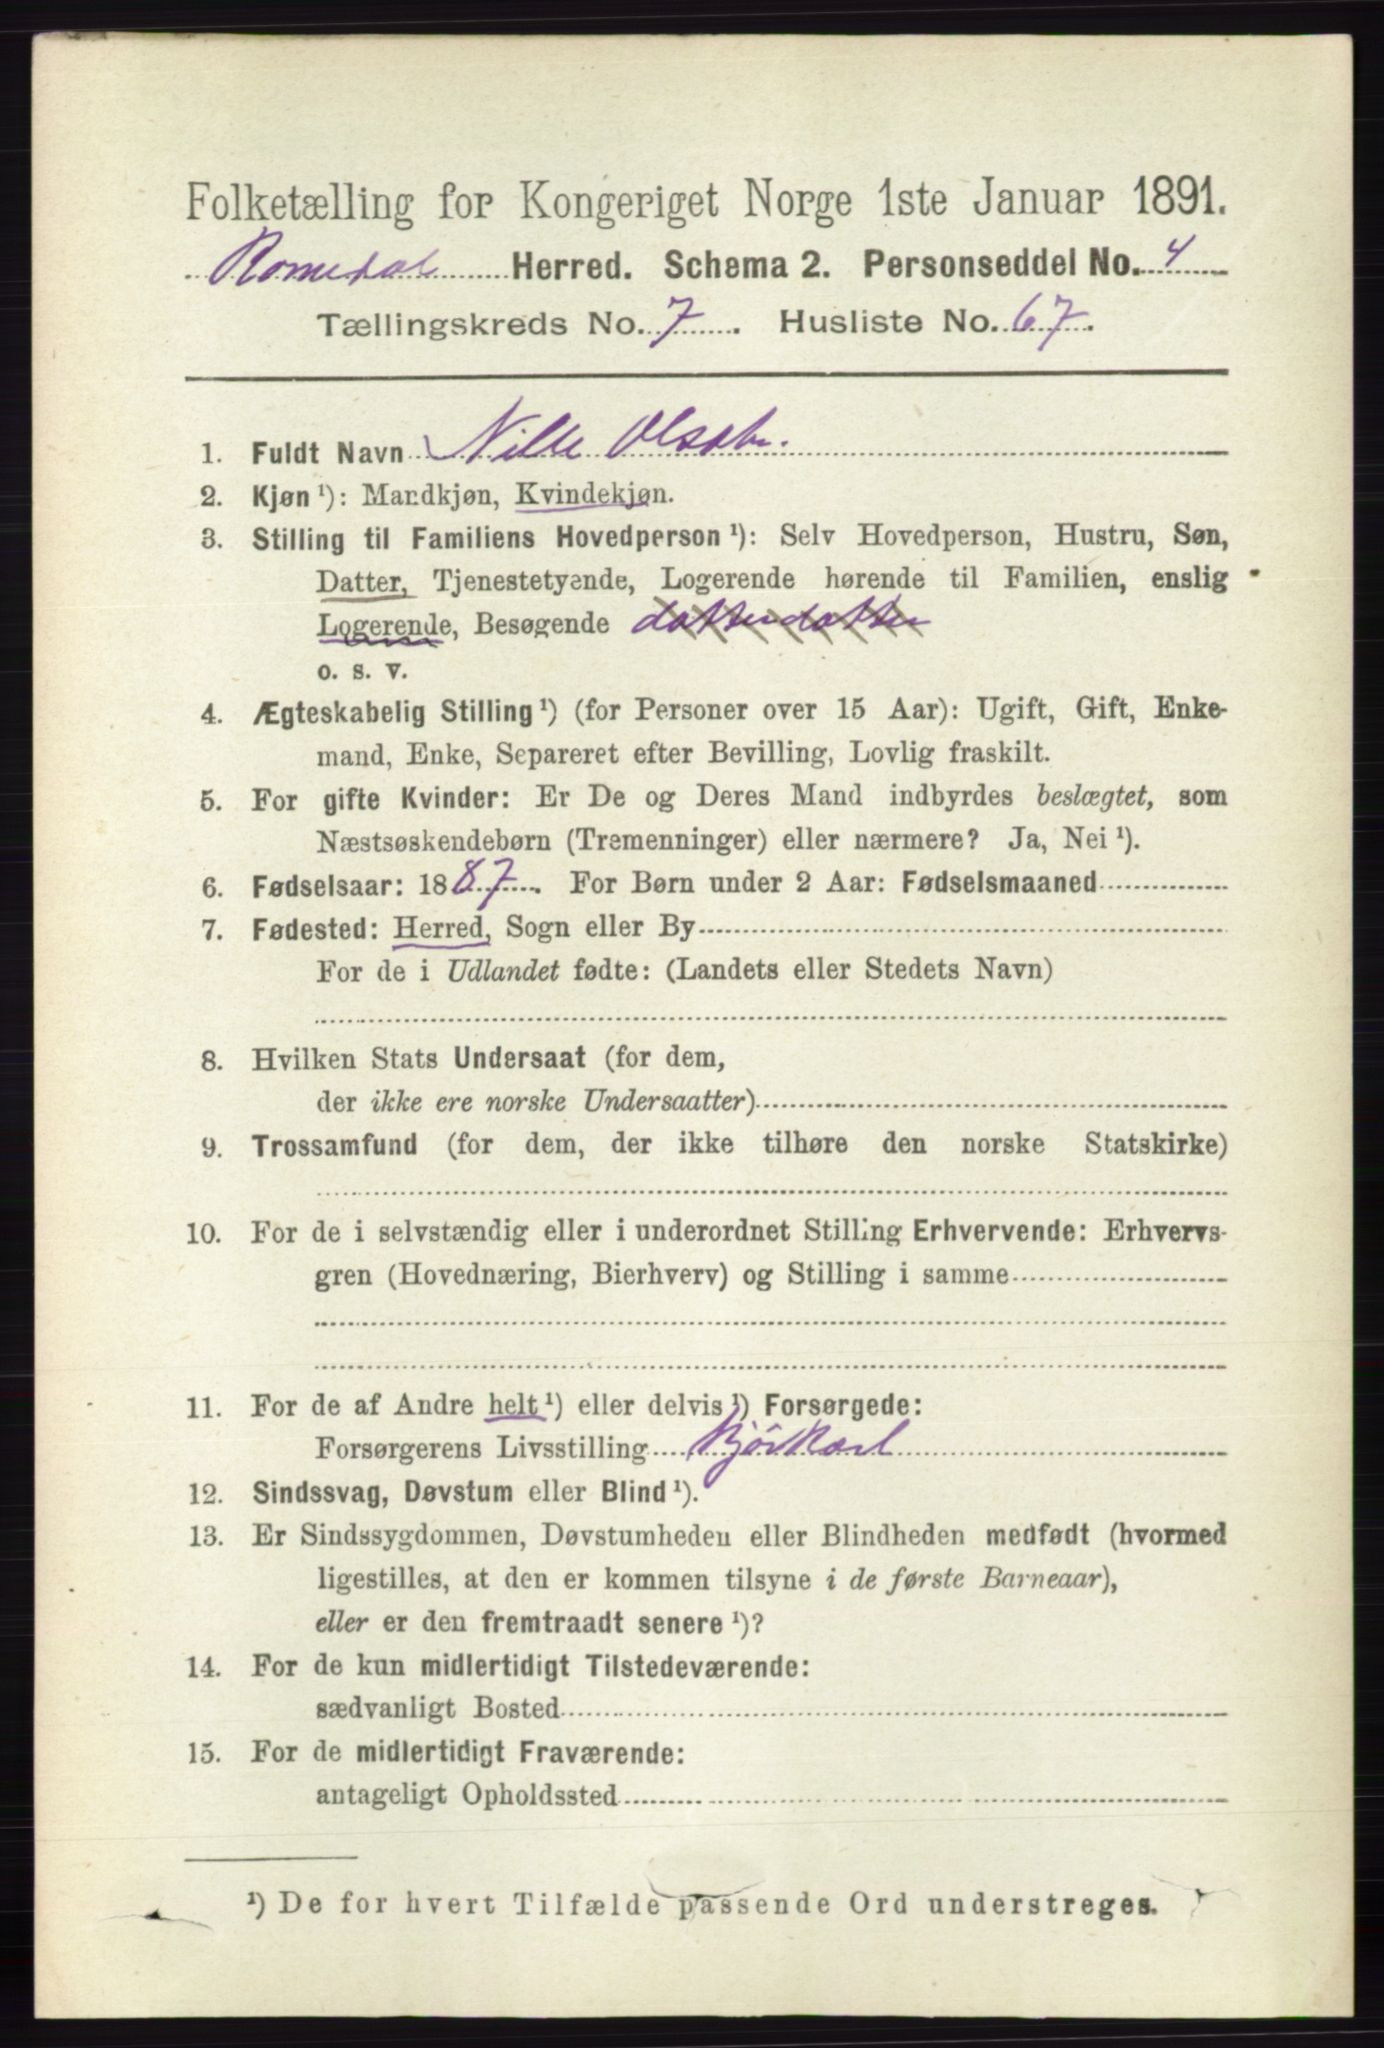 Folketælling for Kongeriget Norge 1ste Januar 1891.
Romedal Herred. Schema 2. Personseddel No. 4
Tællingskreds No. 7. Husliste No. 67.
1. Fuldt Navn Nille Olsdtr.
2. Kjøn ¹): Mandkjøn, Kvindekjøn.
3. Stilling til Familiens Hovedperson ¹): Selv Hovedperson, Hustru, Søn,
Datter, Tjenestetyende, Logerende hørende til Familien, enslig
Logerende, Besøgende datterdatter
o. s. v.
4. Ægteskabelig Stilling ¹) (for Personer over 15 Aar): Ugift, Gift, Enke-
mand, Enke, Separeret efter Bevilling, Lovlig fraskilt.
5. For gifte Kvinder: Er De og Deres Mand indbyrdes beslægtet, som
Næstsøskendebørn (Tremenninger) eller nærmere? Ja, Nei ¹).
6. Fødselsaar: 1887. For Børn under 2 Aar: Fødselsmaaned
7. Fødested: Herred, Sogn eller By
For de i Udlandet fødte: (Landets eller Stedets Navn)
8. Hvilken Stats Undersaat (for dem,
der ikke ere norske Undersaatter)
9. Trossamfund (for dem, der ikke tilhøre den norske Statskirke)
10. For de i selvstændig eller i underordnet Stilling Erhvervende: Erhvervs-
gren (Hovednæring, Bierhverv) og Stilling i samme
11. For de af Andre helt ¹) eller delvis ¹) Forsørgede:
Forsørgerens Livsstilling
12. Sindssvag, Døvstum eller Blind ¹).
13. Er Sindssygdommen, Døvstumheden eller Blindheden medfødt (hvormed
ligestilles, at den er kommen tilsyne i de første Barneaar),
eller er den fremtraadt senere ¹)?
14. For de kun midlertidigt Tilstedeværende:
sædvanligt Bosted
15. For de midlertidigt Fraværende:
antageligt Opholdssted
¹) De for hvert Tilfælde passende Ord understreges.